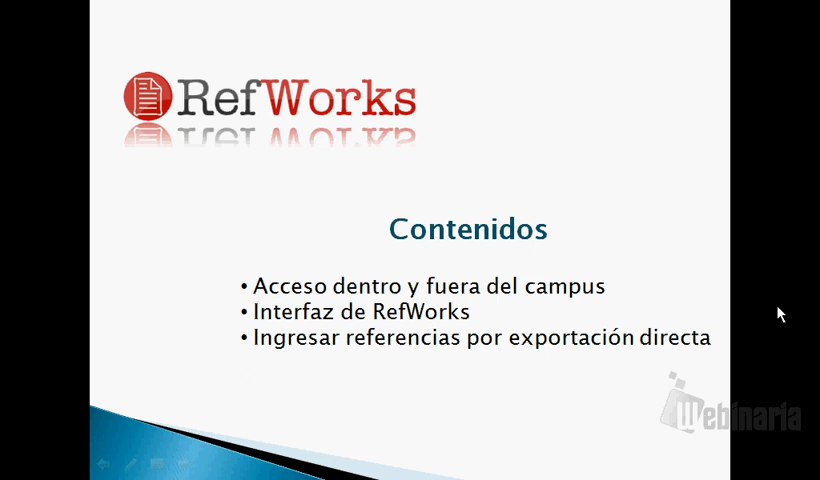 RefWorks
Contenidos
• Acceso dentro y fuera del campus
• Interfaz de RefWorks
• Ingresar referencias por exportación directa
Webinaria